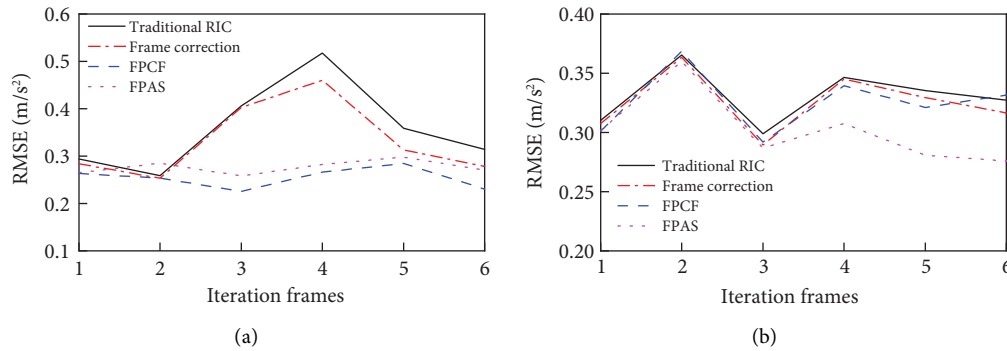 0.6
0.5
0.4
0.3
0.2
0.1
RMSE (m/s²)
1 2 3 4 5 6
Iteration frames
Traditional RIC
Frame correction
FPCF
FPAS
(a)
0.40
0.35
0.30
0.25
0.20
RMSE (m/s²)
1 2 3 4 5 6
Iteration frames
Traditional RIC
Frame correction
FPCF
FPAS
(b)